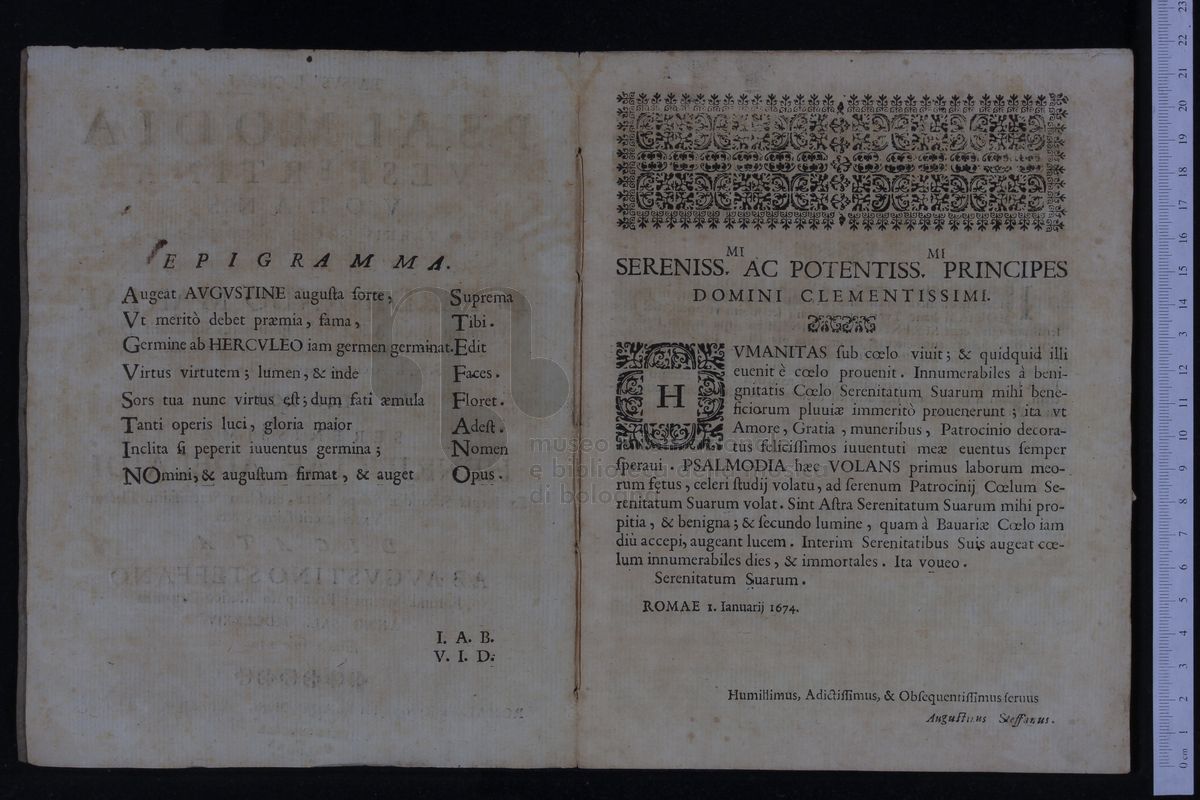 EPIGRAMMA.
Augeat AVGVSTINE augusta sorte, Suprema
Vt meritò debet præmia, fama, Tibi.
Germine ab HERCVLEO iam germen germinat. Edit
Virtus virtutem; lumen, & inde Faces.
Sors tua nunc virtus est; dum fati æmula Floret.
Tanti operis luci, gloria maior Adest.
Inclita si peperit iuuentus germina; Nomen
NOmini, & augustum firmat, & auget Opus.
I. A. B.
V. I. D.
SERENISS.MI AC POTENTISS.MI PRINCIPES
DOMINI CLEMENTISSIMI.
HVMANITAS sub cœlo viuit; & quidquid illi
euenit è cœlo prouenit. Innumerabiles à beni-
gnitatis Cœlo Serenitatum Suarum mihi bene-
ficiorum pluuiæ immeritò prouenerunt; ita vt
Amore, Gratia, muneribus, Patrocinio decora-
tus felicissimos iuuentuti meæ euentus semper
speraui. PSALMODIA hæc VOLANS primus laborum meo-
rum fętus, celeri studij volatu, ad serenum Patrocinij Cœlum Se-
renitatum Suarum volat. Sint Astra Serenitatum Suarum mihi pro-
pitia, & benigna; & secundo lumine, quam à Bauariæ Cœlo iam
diù accepi, augeant lucem. Interim Serenitatibus Suis augeat cœ-
lum innumerabiles dies, & immortales. Ita voueo.
Serenitatum Suarum.
ROMAE 1. Ianuarij 1674.
Humillimus, Adictissimus, & Obsequentissimus seruus
Augustinus Steffanus.
museo
e biblioteca della musica
di bologna